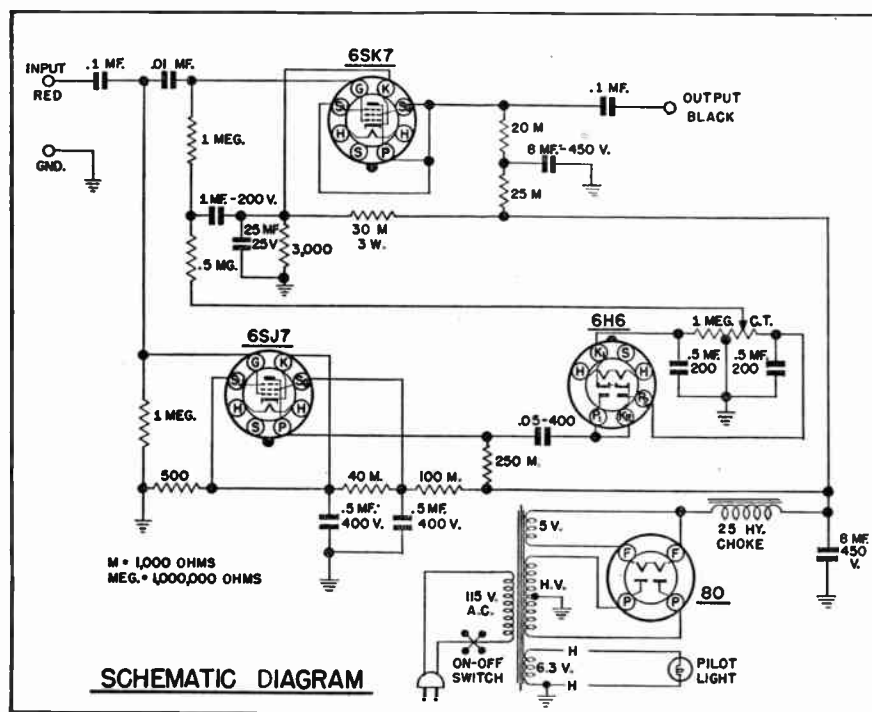 6SK7
INPUT
RED
.1 MF.
.01 MF.
G K
S Sc
H H
S P
.1 MF.
OUTPUT
BLACK
GND.
1 MEG.
20 M
8 MF.-450 V.
25 M
1 MF.-200 V.
25 MF
25V
3,000
30 M
3 W.
.5 MG.
6SJ7
6H6
1 MEG.
C.T.
G K
S Sc
H H
S P
K S
H H
P
P K
.5 MF.
200
.5 MF.
200
1 MEG.
.05-400
250 M.
500
40 M.
100 M.
.5 MF.-
400 V.
.5 MF.
400 V.
M = 1,000 OHMS
MEG. = 1,000,000 OHMS
5 V.
F F
P P
25 HY.
CHOKE
8 MF.
450
V.
H.V.
80
115 V.
A.C.
ON-OFF
SWITCH
6.3 V.
H
H
PILOT
LIGHT
SCHEMATIC DIAGRAM